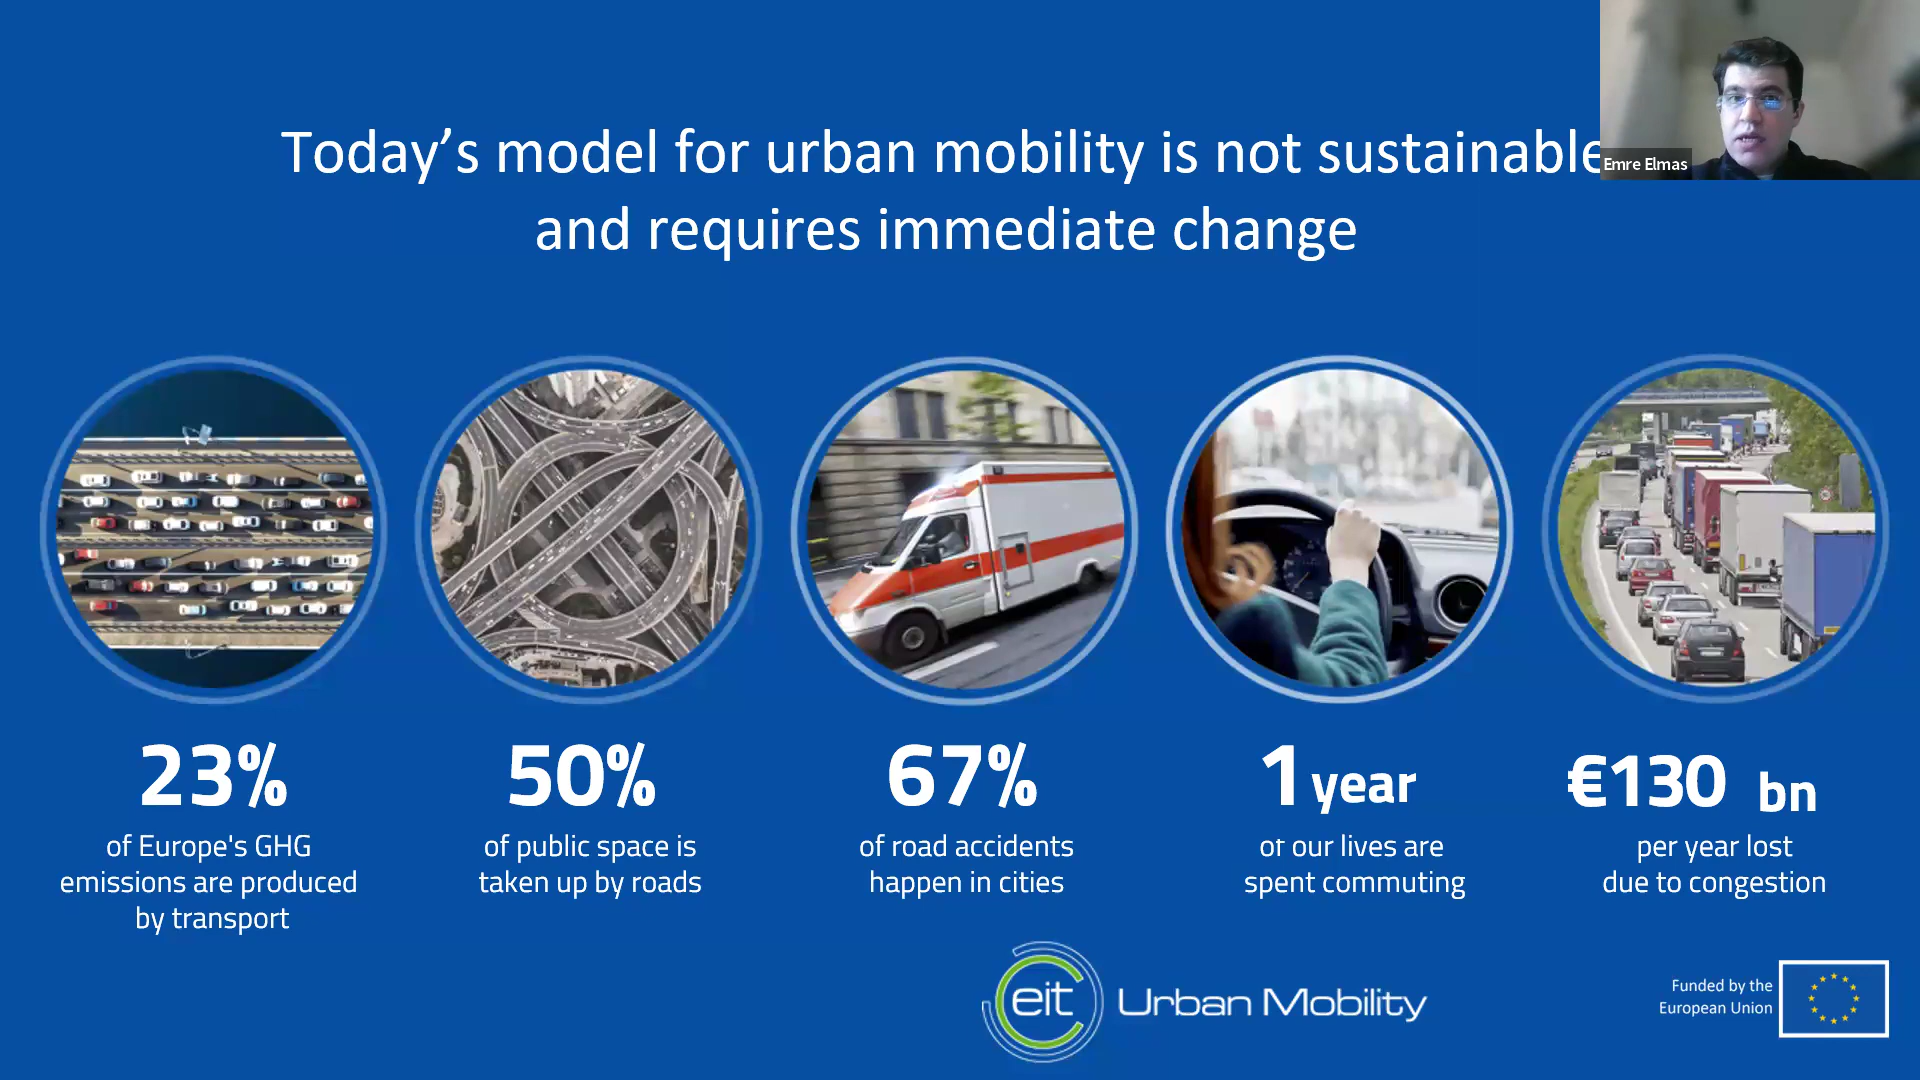 Today’s model for urban mobility is not sustainable
and requires immediate change
Emre Elmas
23%
of Europe's GHG
emissions are produced
by transport
50%
of public space is
taken up by roads
67%
of road accidents
happen in cities
1 year
of our lives are
spent commuting
€130 bn
per year lost
due to congestion
eit Urban Mobility
Funded by the
European Union